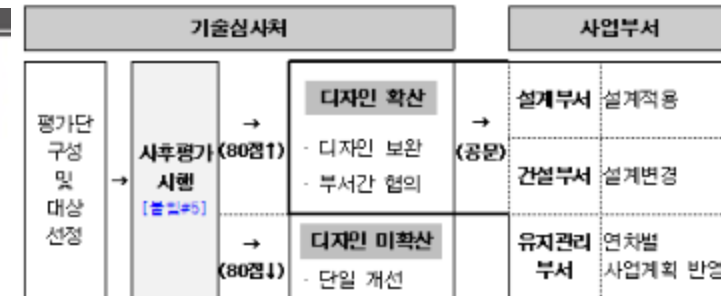 기술심사처
사업부서
평가단
구성
및
대상
선정
→
사후평가
시행
[붙임#5]
→
(80점↑)
디자인 확산
· 디자인 보완
· 부서간 협의
→
(공문)
설계부서 설계적용
건설부서 설계변경
→
(80점↓)
디자인 미확산
· 단일 개선
유지관리
부서
연차별
사업계획 반영